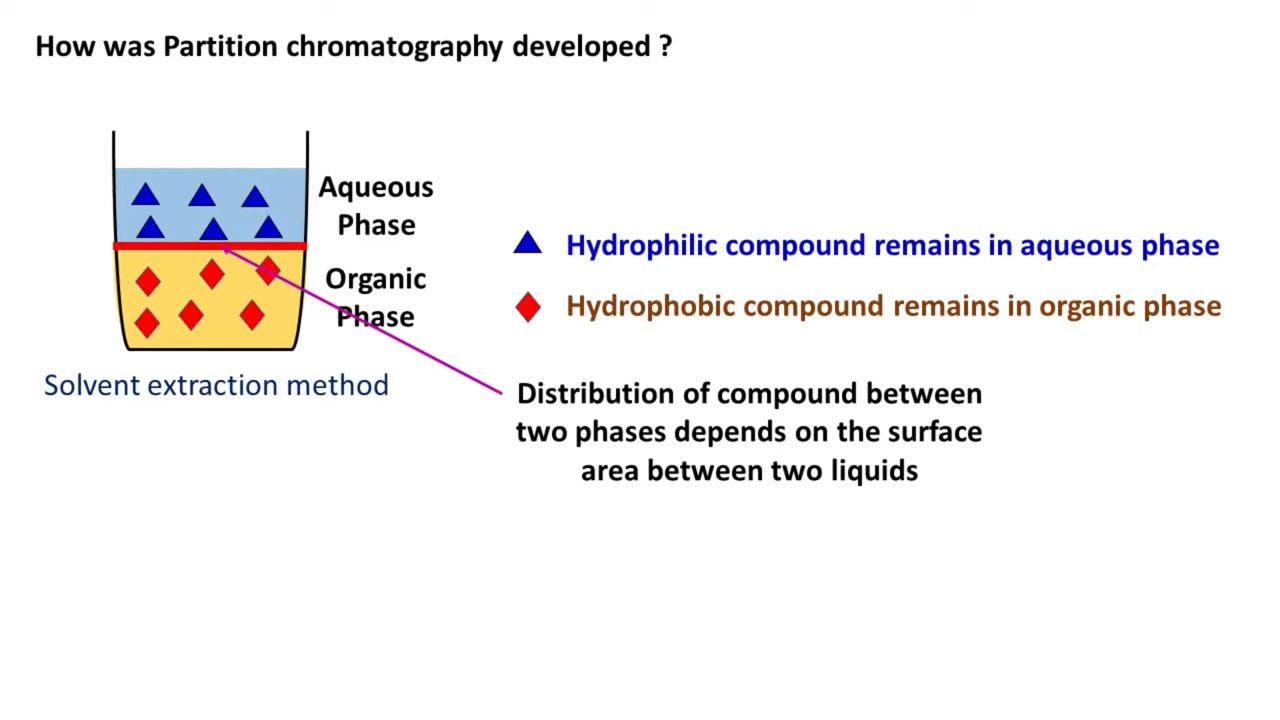 How was Partition chromatography developed ?
Aqueous
Phase
Organic
Phase
Solvent extraction method
Hydrophilic compound remains in aqueous phase
Hydrophobic compound remains in organic phase
Distribution of compound between
two phases depends on the surface
area between two liquids